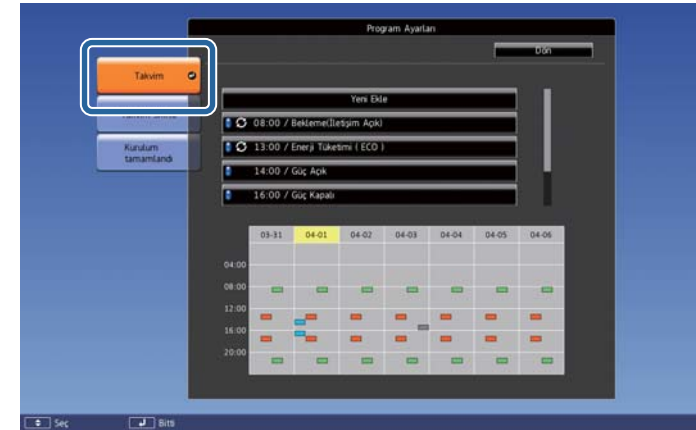 Program Ayarları
Dön
Takvim
Yeni Ekle
08:00 / Bekleme(İletişim Açık)
Kurulum
tamamlandı
13:00 / Enerji Tüketimi ( ECO )
14:00 / Güç Açık
16:00 / Güç Kapalı
03-31 04-01 04-02 04-03 04-04 04-05 04-06
04:00
08:00
12:00
16:00
20:00
Seç Bitti